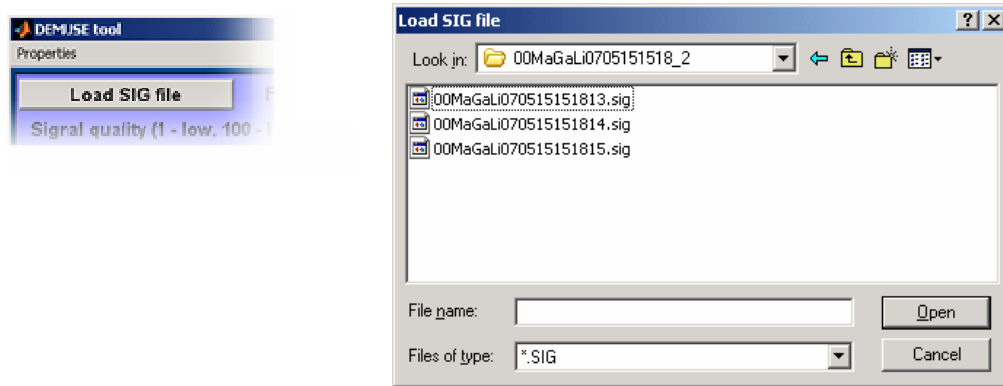 DEMUSE tool
Properties
Load SIG file
Signal quality (1 - low, 100 -
Load SIG file
Look in: 00MaGaLi0705151518_2
00MaGaLi070515151813.sig
00MaGaLi070515151814.sig
00MaGaLi070515151815.sig
File name: Open
Files of type: *.SIG Cancel